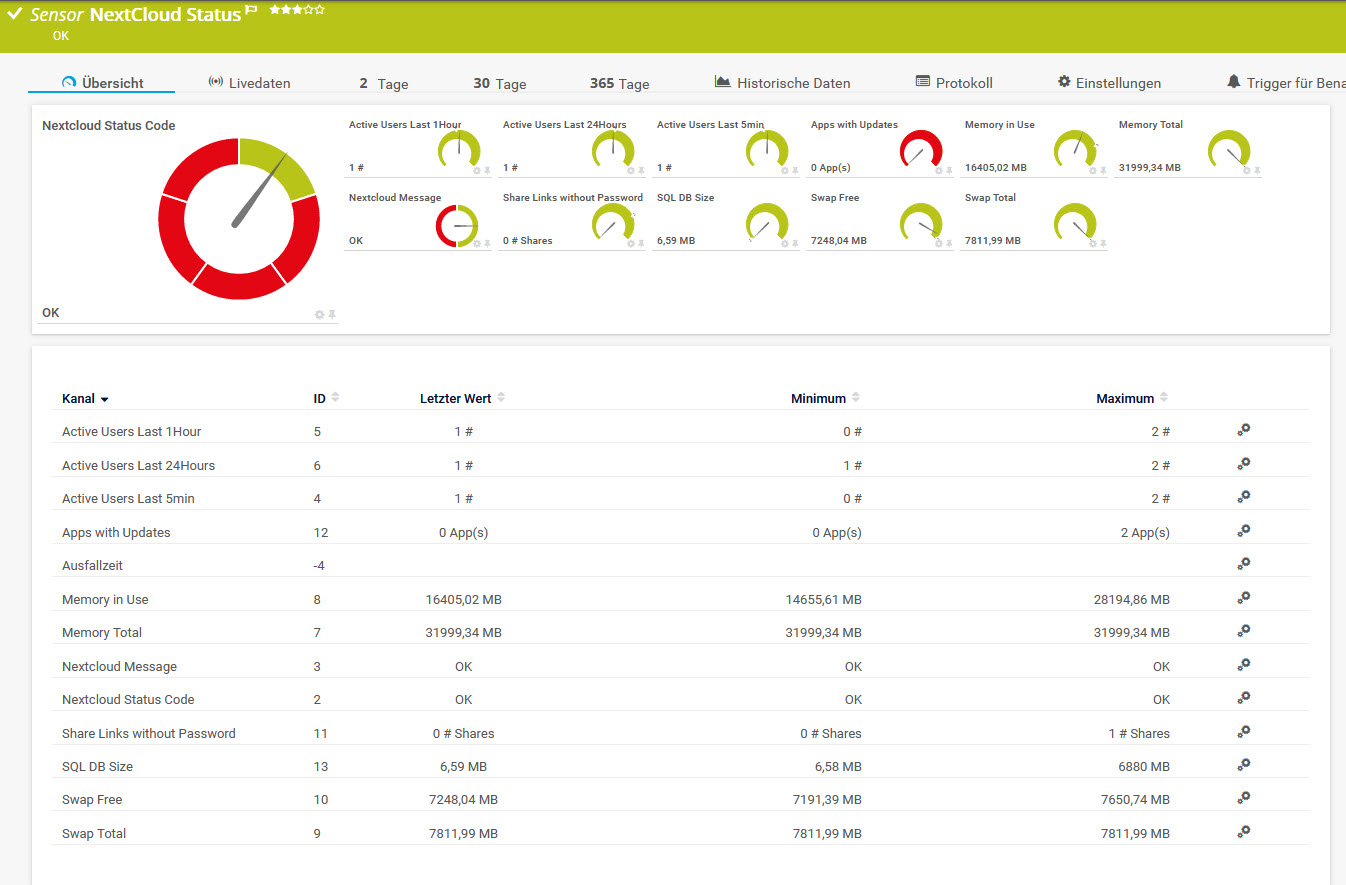 Sensor NextCloud Status
OK
Übersicht Livedaten 2 Tage 30 Tage 365 Tage Historische Daten Protokoll Einstellungen Trigger für Bena
Nextcloud Status Code
OK
Active Users Last 1Hour Active Users Last 24Hours Active Users Last 5min Apps with Updates Memory in Use Memory Total
1 # 1 # 1 # 0 App(s) 16405,02 MB 31999,34 MB
Nextcloud Message Share Links without Password SQL DB Size Swap Free Swap Total
OK 0 # Shares 6,59 MB 7248,04 MB 7811,99 MB
Kanal ID Letzter Wert Minimum Maximum
Active Users Last 1Hour 5 1 # 0 # 2 #
Active Users Last 24Hours 6 1 # 1 # 2 #
Active Users Last 5min 4 1 # 0 # 2 #
Apps with Updates 12 0 App(s) 0 App(s) 2 App(s)
Ausfallzeit -4
Memory in Use 8 16405,02 MB 14655,61 MB 28194,86 MB
Memory Total 7 31999,34 MB 31999,34 MB 31999,34 MB
Nextcloud Message 3 OK OK OK
Nextcloud Status Code 2 OK OK OK
Share Links without Password 11 0 # Shares 0 # Shares 1 # Shares
SQL DB Size 13 6,59 MB 6,58 MB 6880 MB
Swap Free 10 7248,04 MB 7191,39 MB 7650,74 MB
Swap Total 9 7811,99 MB 7811,99 MB 7811,99 MB